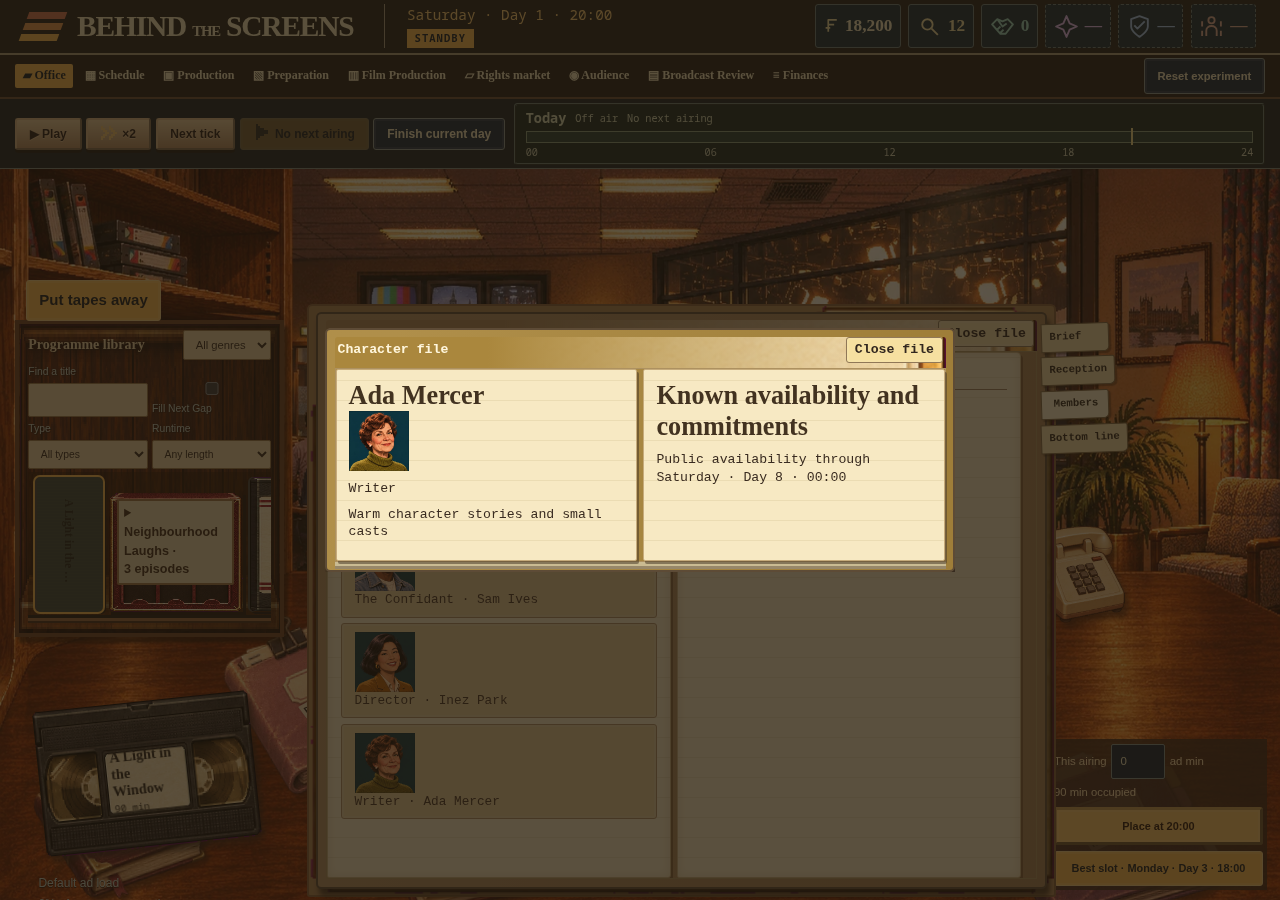 BEHIND THE SCREENS
Saturday · Day 1 · 20:00
STANDBY
18,200
12
0
—
—
—
Office
Schedule
Production
Preparation
Film Production
Rights market
Audience
Broadcast Review
Finances
Reset experiment
▶ Play
×2
Next tick
No next airing
Finish current day
Today Off air No next airing
00 06 12 18 24
Put tapes away
Programme library
All genres
Find a title
Fill Next Gap
Type
Runtime
All types
Any length
A Light in the …
Neighbourhood
Laughs ·
3 episodes
A Light in
the
Window
90 min
Default ad load
Character file
Close file
Ada Mercer
Writer
Warm character stories and small
casts
Known availability and
commitments
Public availability through
Saturday · Day 8 · 00:00
lose file
The Confidant · Sam Ives
Director · Inez Park
Writer · Ada Mercer
Brief
Reception
Members
Bottom line
This airing
0
ad min
90 min occupied
Place at 20:00
Best slot · Monday · Day 3 · 18:00